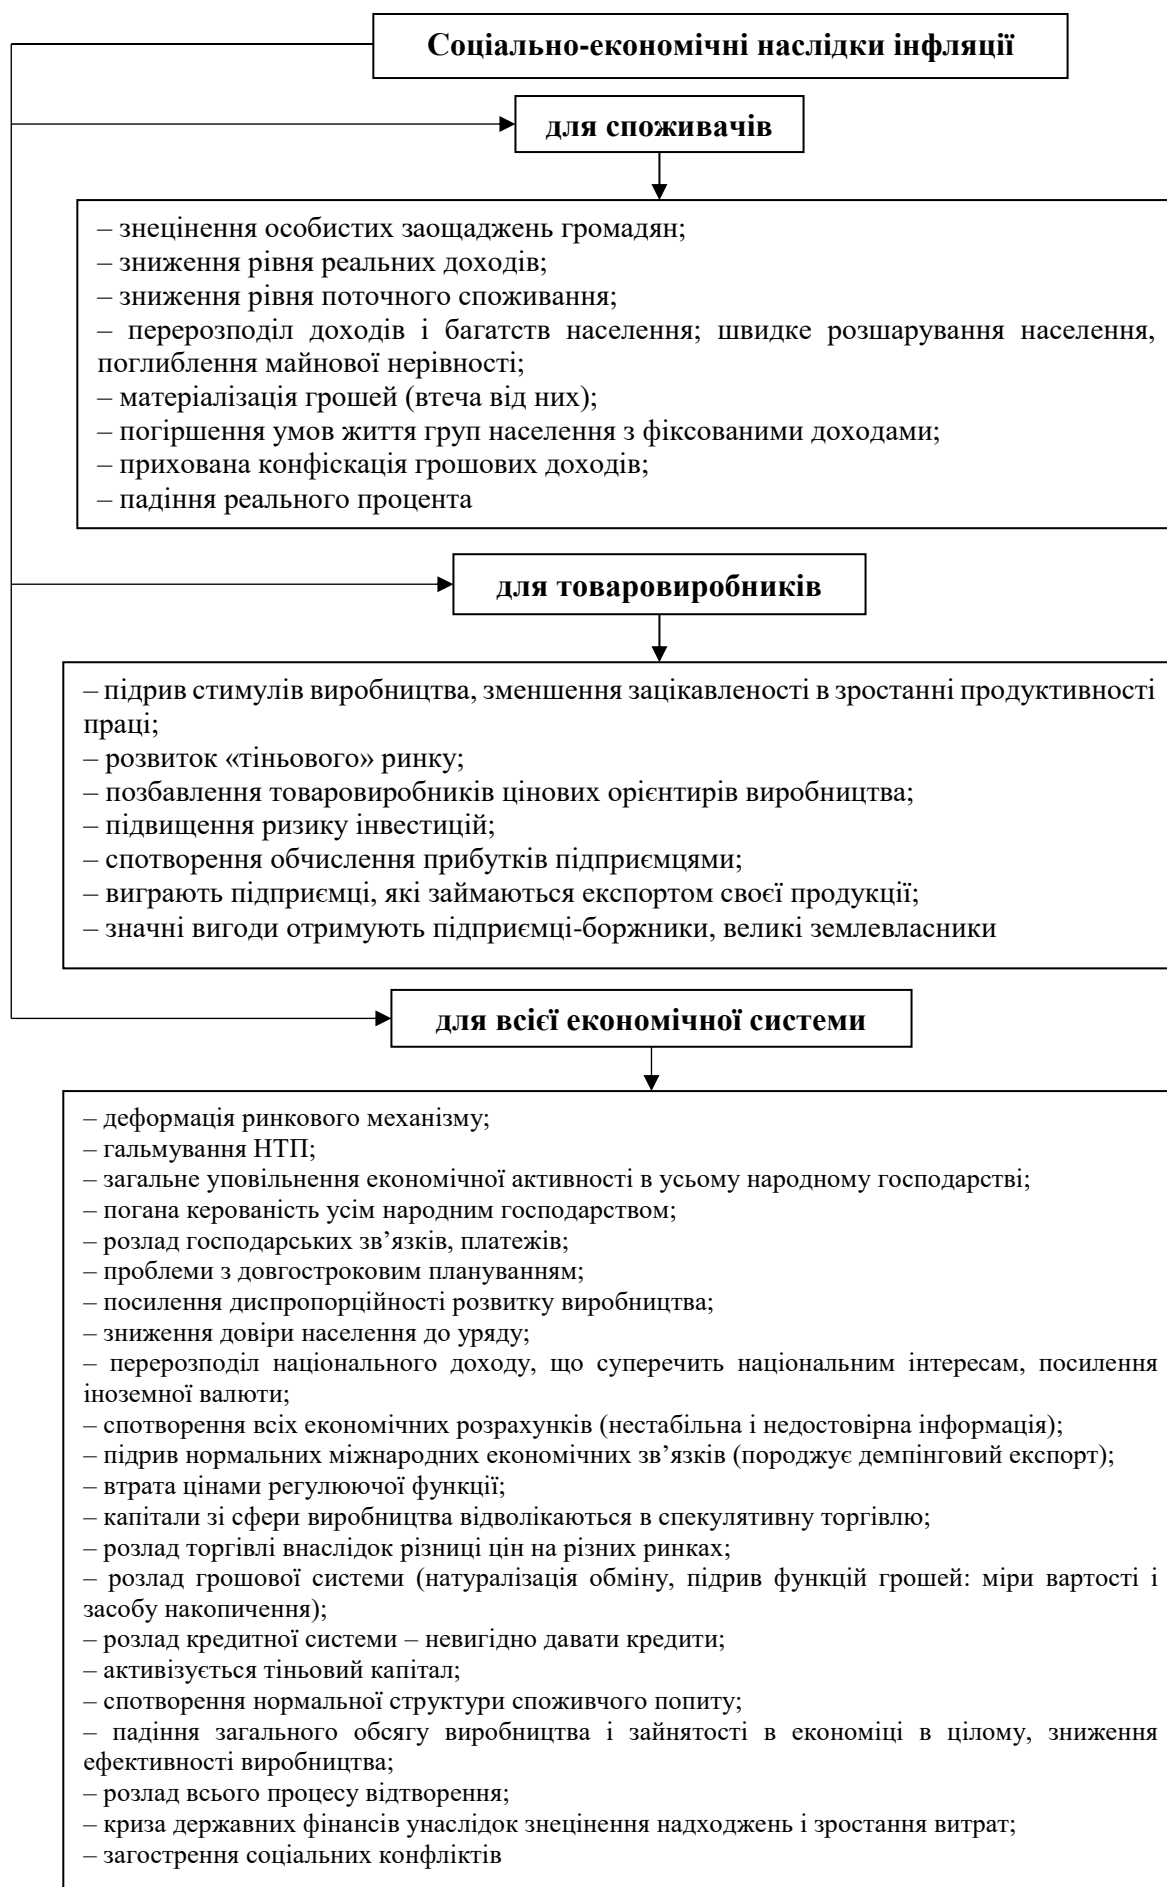 Соціально-економічні наслідки інфляції
для споживачів
– знецінення особистих заощаджень громадян;
– зниження рівня реальних доходів;
– зниження рівня поточного споживання;
– перерозподіл доходів і багатств населення; швидке розшарування населення,
поглиблення майнової нерівності;
– матеріалізація грошей (втеча від них);
– погіршення умов життя груп населення з фіксованими доходами;
– прихована конфіскація грошових доходів;
– падіння реального процента
для товаровиробників
– підрив стимулів виробництва, зменшення зацікавленості в зростанні продуктивності
праці;
– розвиток «тіньового» ринку;
– позбавлення товаровиробників цінових орієнтирів виробництва;
– підвищення ризику інвестицій;
– спотворення обчислення прибутків підприємцями;
– виграють підприємці, які займаються експортом своєї продукції;
– значні вигоди отримують підприємці-боржники, великі землевласники
для всієї економічної системи
– деформація ринкового механізму;
– гальмування НТП;
– загальне уповільнення економічної активності в усьому народному господарстві;
– погана керованість усім народним господарством;
– розлад господарських зв’язків, платежів;
– проблеми з довгостроковим плануванням;
– посилення диспропорційності розвитку виробництва;
– зниження довіри населення до уряду;
– перерозподіл національного доходу, що суперечить національним інтересам, посилення
іноземної валюти;
– спотворення всіх економічних розрахунків (нестабільна і недостовірна інформація);
– підрив нормальних міжнародних економічних зв’язків (породжує демпінговий експорт);
– втрата цінами регулюючої функції;
– капітали зі сфери виробництва відволікаються в спекулятивну торгівлю;
– розлад торгівлі внаслідок різниці цін на різних ринках;
– розлад грошової системи (натуралізація обміну, підрив функцій грошей: міри вартості і
засобу накопичення);
– розлад кредитної системи – невигідно давати кредити;
– активізується тіньовий капітал;
– спотворення нормальної структури споживчого попиту;
– падіння загального обсягу виробництва і зайнятості в економіці в цілому, зниження
ефективності виробництва;
– розлад всього процесу відтворення;
– криза державних фінансів унаслідок знецінення надходжень і зростання витрат;
– загострення соціальних конфліктів